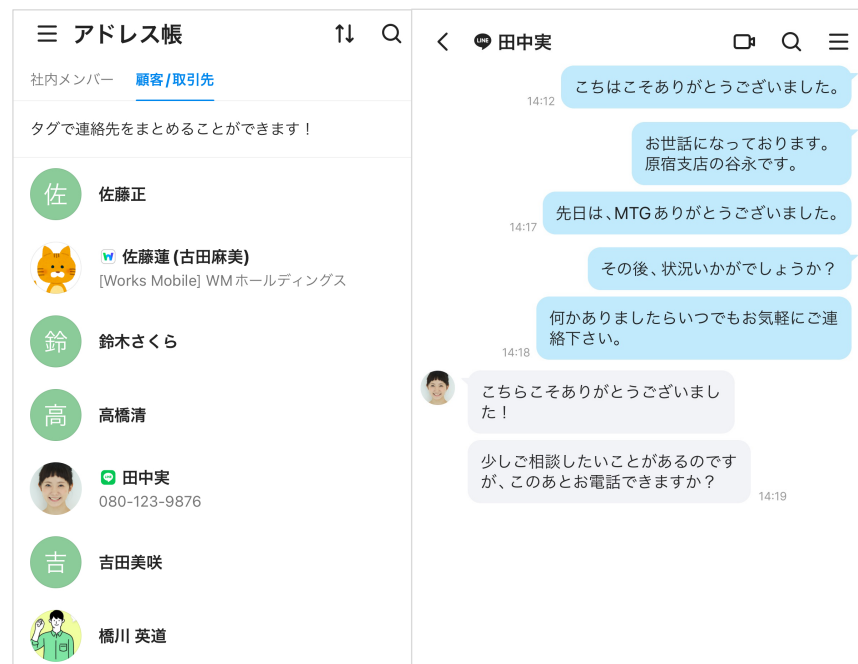 アドレス帳
社内メンバー 顧客/取引先
タグで連絡先をまとめることができます！
佐
佐藤正
佐藤蓮(古田麻美)
[Works Mobile] WMホールディングス
鈴
鈴木さくら
高
高橋清
田中実
080-123-9876
吉
吉田美咲
橋川 英道
LINE 田中実
こちはこそありがとうございました。
14:12
お世話になっております。
原宿支店の谷永です。
先日は、MTGありがとうございました。
14:17
その後、状況いかがでしょうか？
何かありましたらいつでもお気軽にご連
絡下さい。
14:18
こちらこそありがとうございまし
た！
少しご相談したいことがあるのです
が、このあとお電話できますか？
14:19